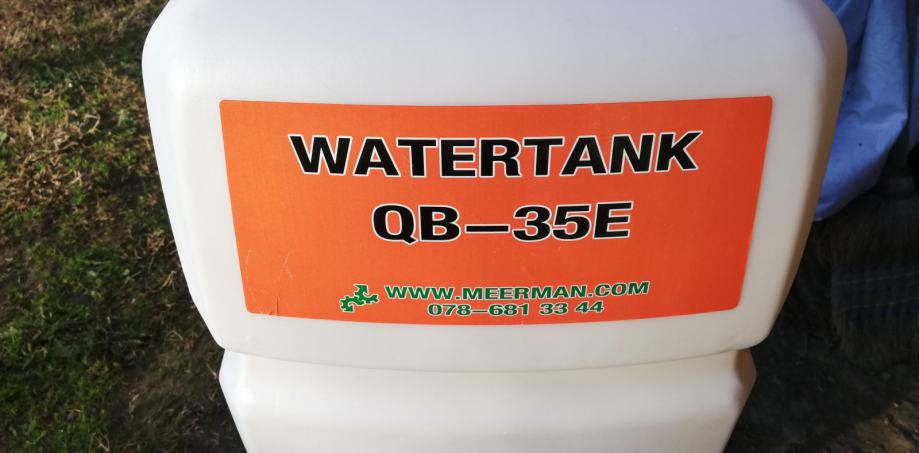 WATERTANK
QB-35E
WWW.MEERMAN.COM
078-681 33 44